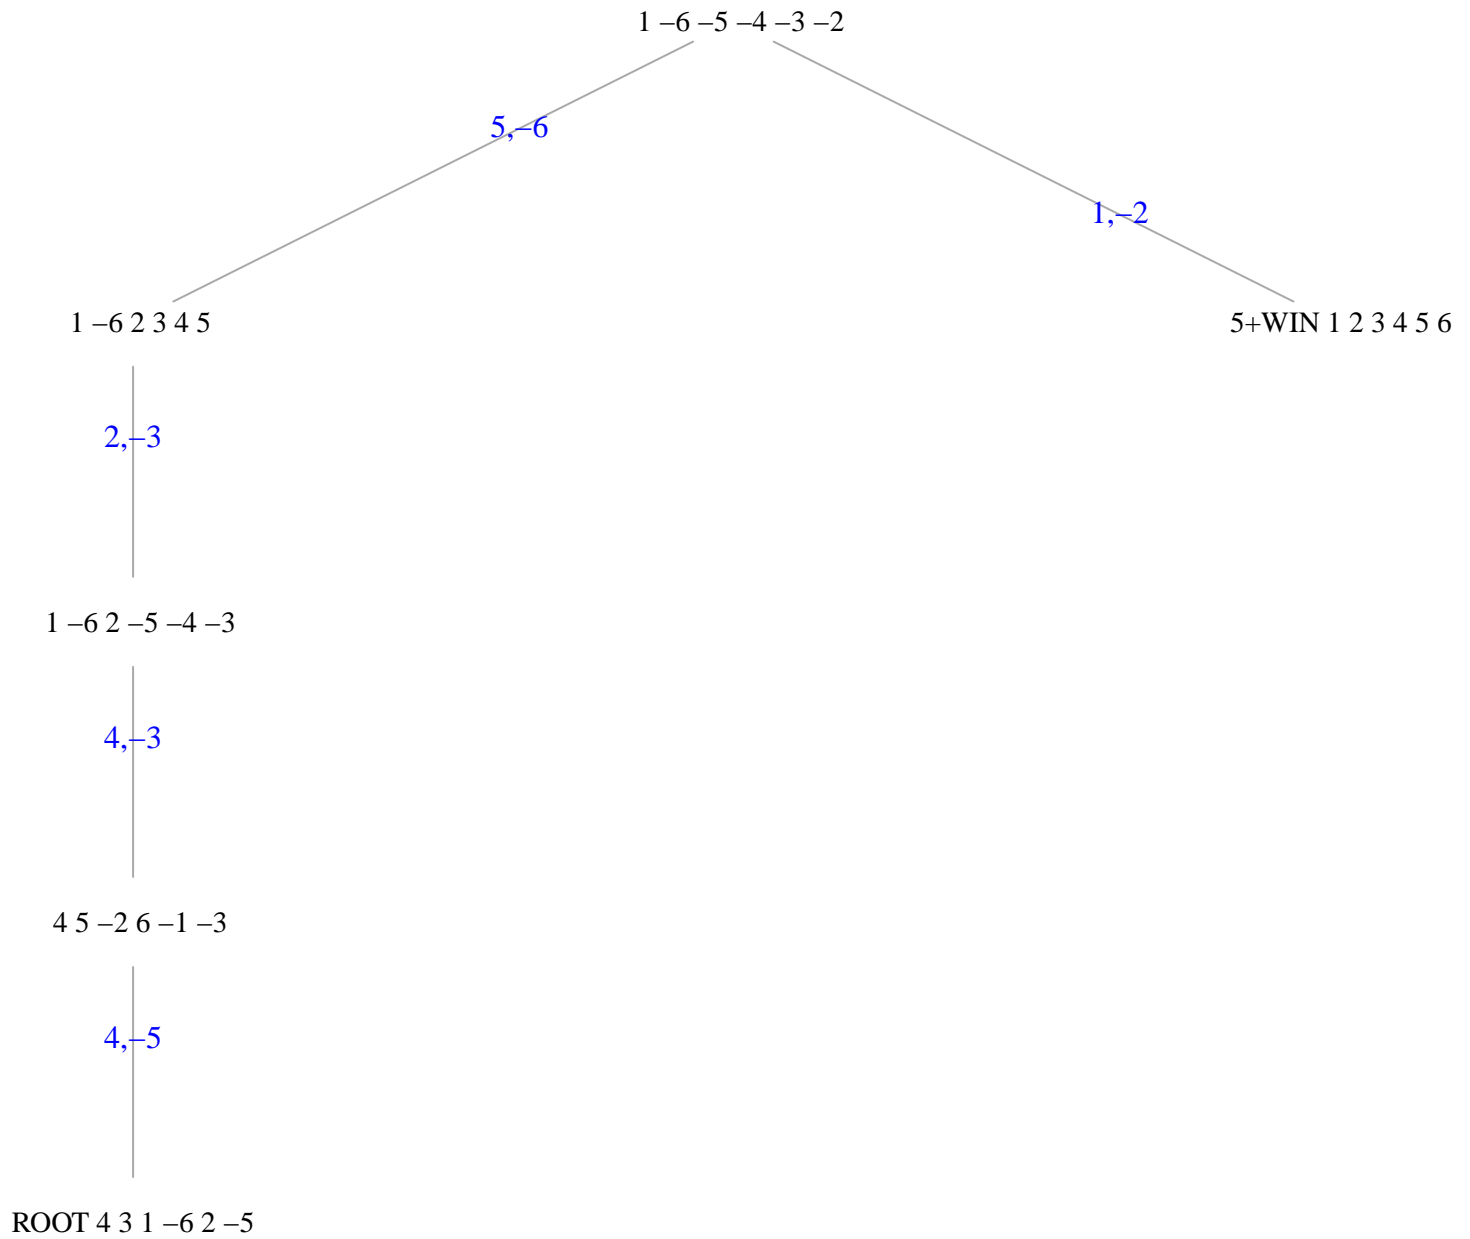 1 –6 –5 –4 –3 –2
5,–6
1,–2
1 –6 2 3 4 5
5+WIN 1 2 3 4 5 6
2,–3
1 –6 2 –5 –4 –3
4,–3
4 5 –2 6 –1 –3
4,–5
ROOT 4 3 1 –6 2 –5